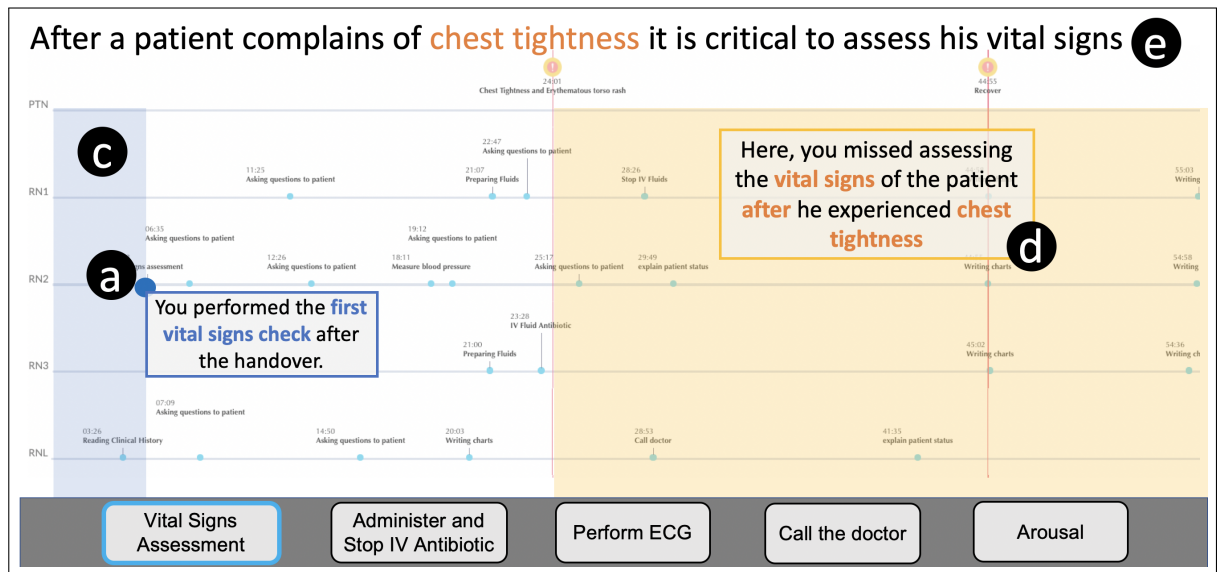 After a patient complains of chest tightness it is critical to assess his vital signs
e
24:01
Chest Tightness and Erythematous torso rash
44:55
Recover
PTN
c
22:47
Asking questions to patient
11:25
Asking questions to patient
21:07
Preparing Fluids
28:26
Stop IV Fluids
55:03
Writing
RN1
Here, you missed assessing
the vital signs of the patient
after he experienced chest
tightness
d
06:35
Asking questions to patient
19:12
Asking questions to patient
a
assessment
12:26
Asking questions to patient
18:11
Measure blood pressure
25:17
Asking questions to patient
29:49
explain patient status
Writing charts
54:58
Writing
RN2
You performed the first
vital signs check after
the handover.
23:28
IV Fluid Antibiotic
21:00
Preparing Fluids
45:02
Writing charts
54:36
Writing ch
RN3
07:09
Asking questions to patient
03:26
Reading Clinical History
14:50
Asking questions to patient
20:03
Writing charts
28:53
Call doctor
41:35
explain patient status
RNL
Vital Signs
Assessment
Administer and
Stop IV Antibiotic
Perform ECG
Call the doctor
Arousal